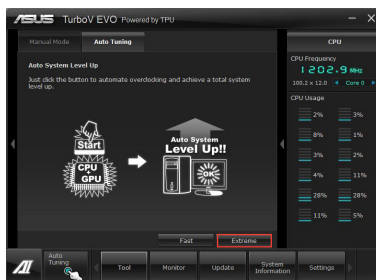 ASUS TurboV EVO Powered by TPU
Manual Mode
Auto Tuning
Auto System Level Up
Just click the button to automate overclocking and achieve a total system
level up.
Start
CPU
+
GPU
Auto System
Level Up!!
OK
Fast
Extreme
CPU
CPU Frequency
1202.9 MHz
100.2 x 12.0
Core 0
CPU Usage
2%
3%
8%
1%
3%
2%
4%
11%
28%
28%
11%
5%
AI
Auto
Tuning
Tool
Monitor
Update
System
Information
Settings